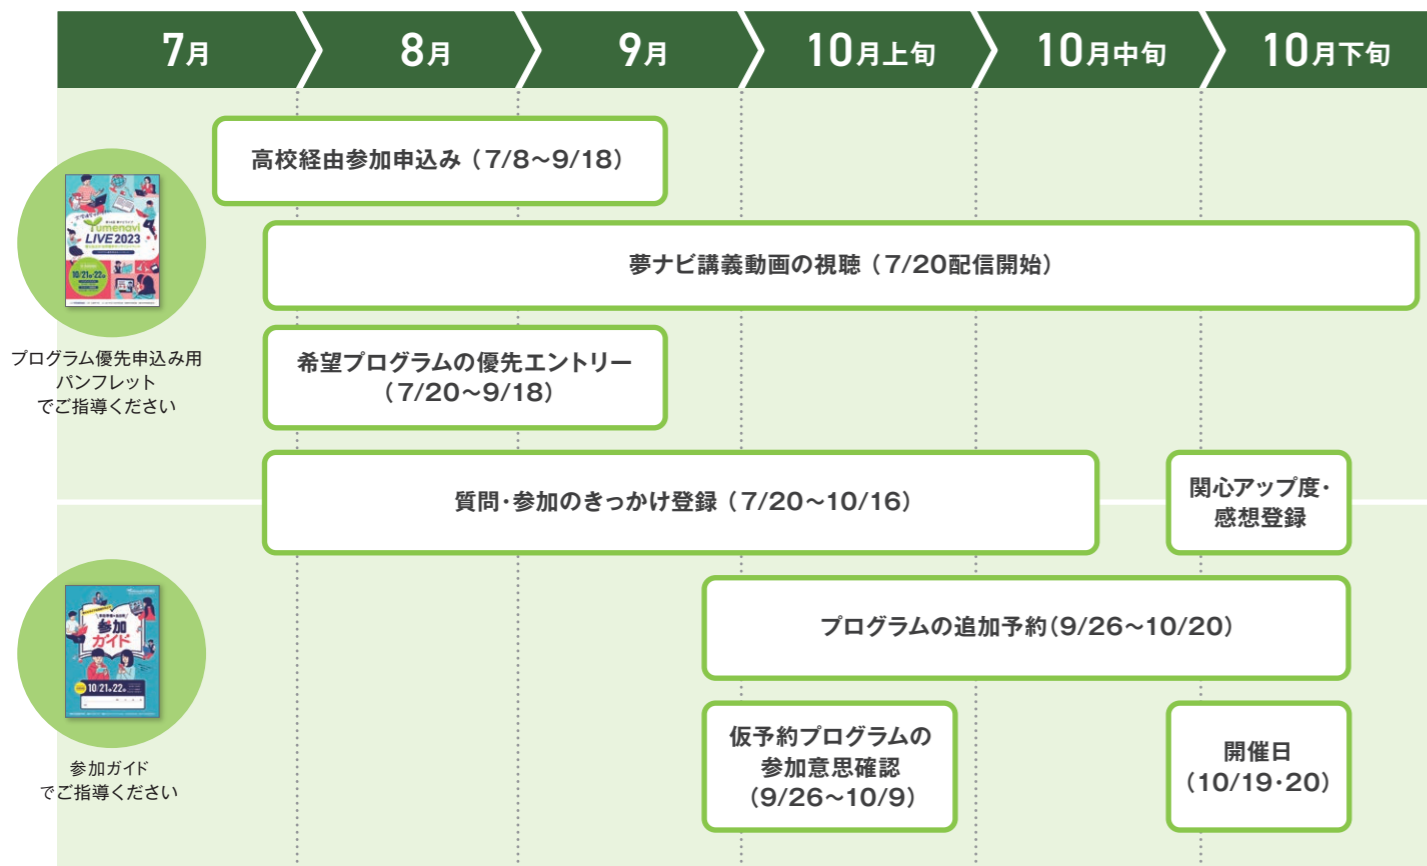 7月
8月
9月
10月上旬
10月中旬
10月下旬
高校経由参加申込み（7/8〜9/18）
夢ナビ講義動画の視聴（7/20配信開始）
Yumenavi
LIVE 2023
10/21 22
プログラム優先申込み用
パンフレット
でご指導ください
希望プログラムの優先エントリー
（7/20〜9/18）
質問・参加のきっかけ登録（7/20〜10/16）
関心アップ度・
感想登録
参加
ガイド
10/21 22
参加ガイド
でご指導ください
プログラムの追加予約（9/26〜10/20）
仮予約プログラムの
参加意思確認
（9/26〜10/9）
開催日
（10/19・20）